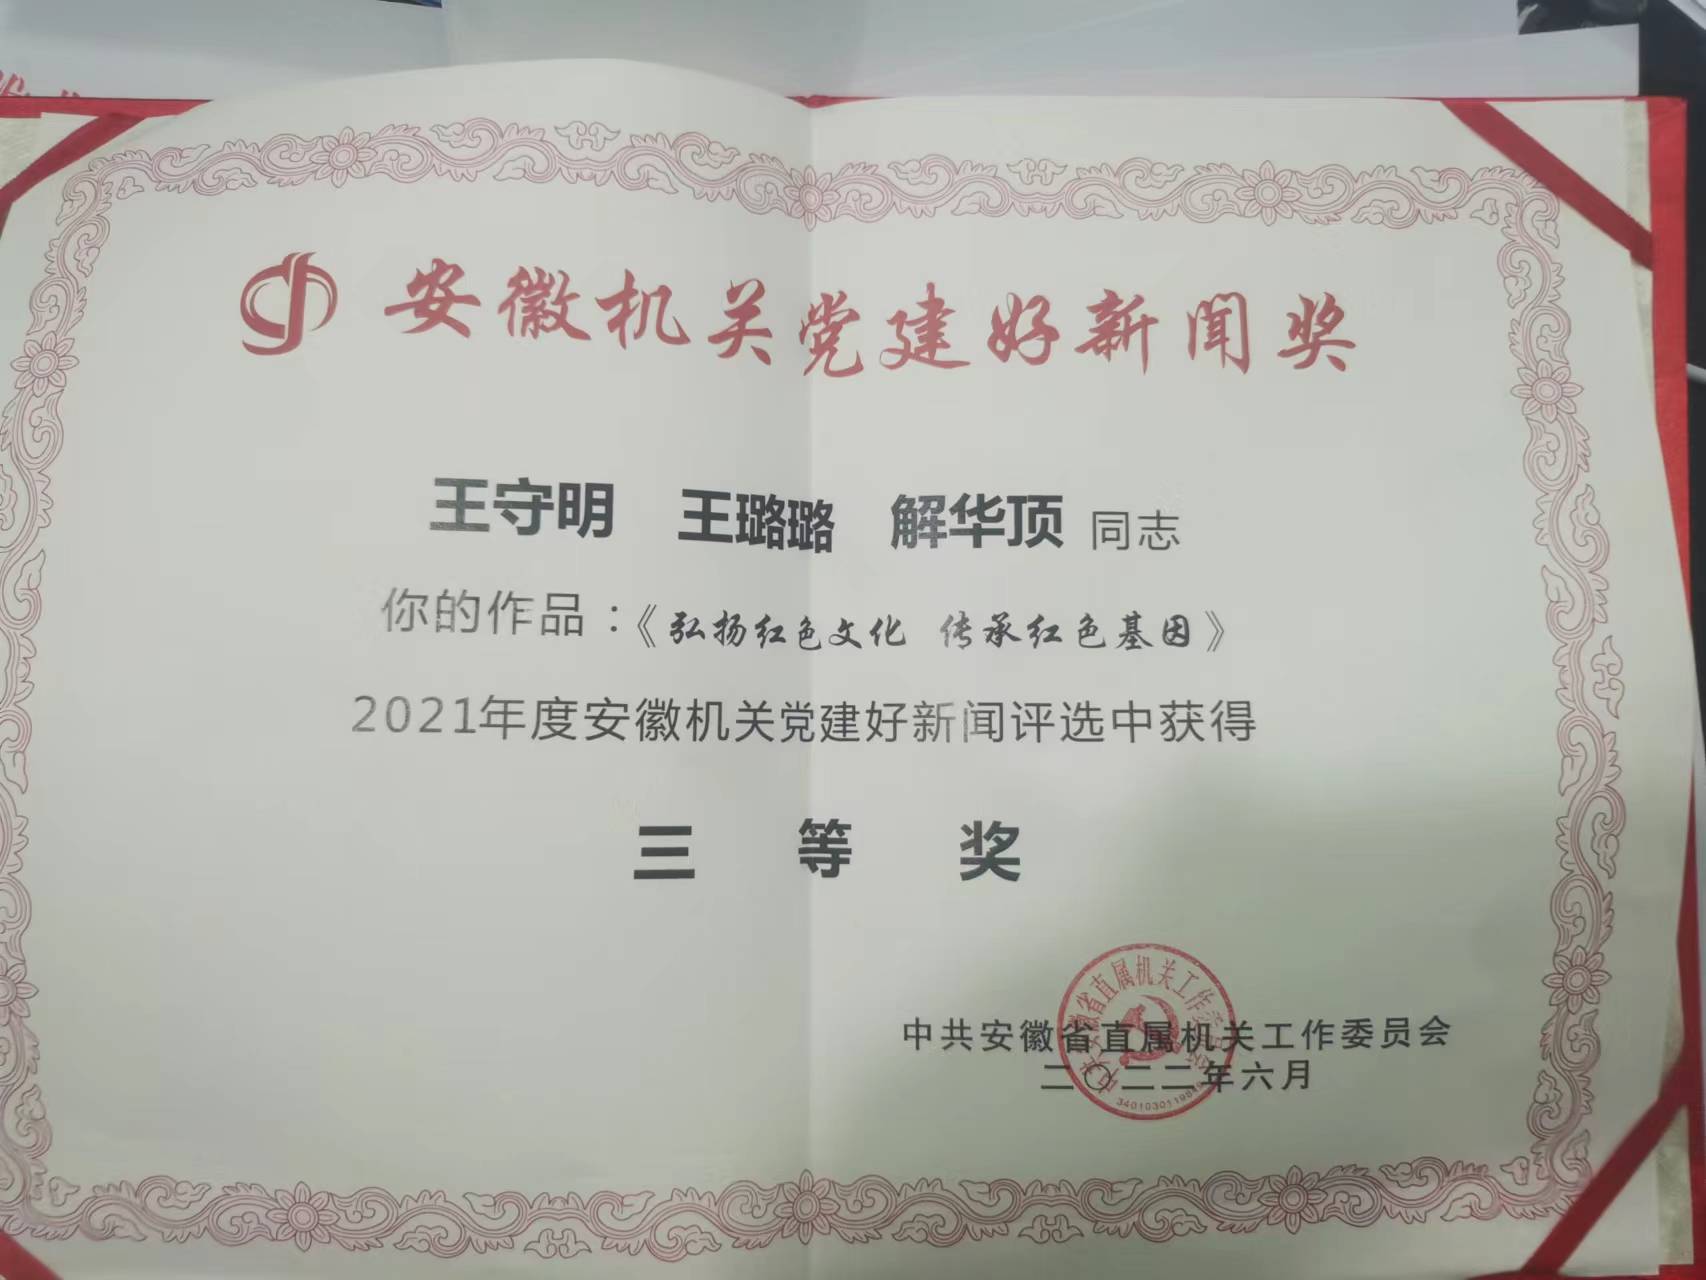 安徽机关党建好新闻奖
王守明 王璐璐 解华顶 同志
你的作品：《弘扬红色文化 传承红色基因》
2021年度安徽机关党建好新闻评选中获得
三等奖
中共安徽省直属机关工作委员会
二〇二二年六月